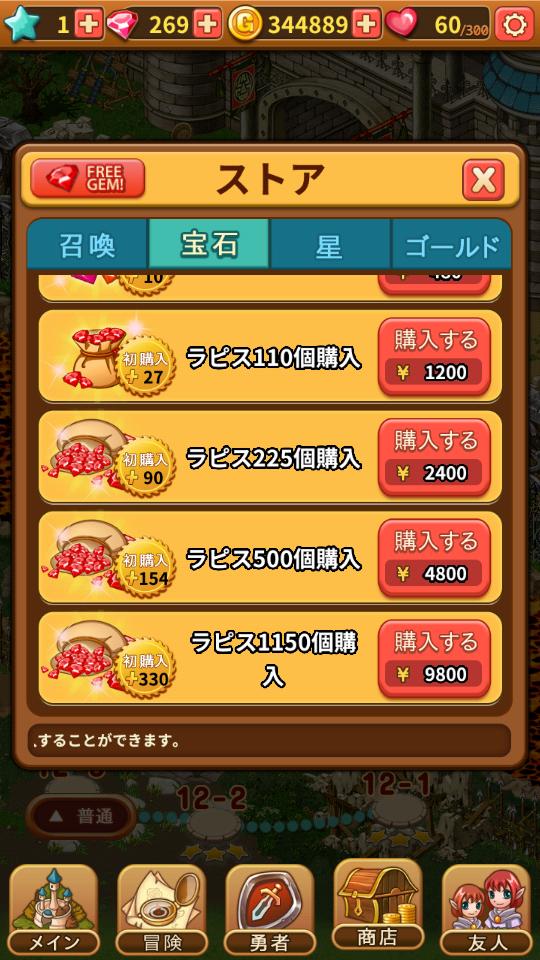 1
269
344889
60/300
FREE
GEM!
ストア
召喚
宝石
星
ゴールド
10
480
初購入
+27
ラピス110個購入
購入する
¥ 1200
初購入
+90
ラピス225個購入
購入する
¥ 2400
初購入
+154
ラピス500個購入
購入する
¥ 4800
初購入
+330
ラピス1150個購
入
購入する
¥ 9800
することができます。
12-3
12-2
12-1
▲ 普通
メイン
冒険
勇者
商店
友人